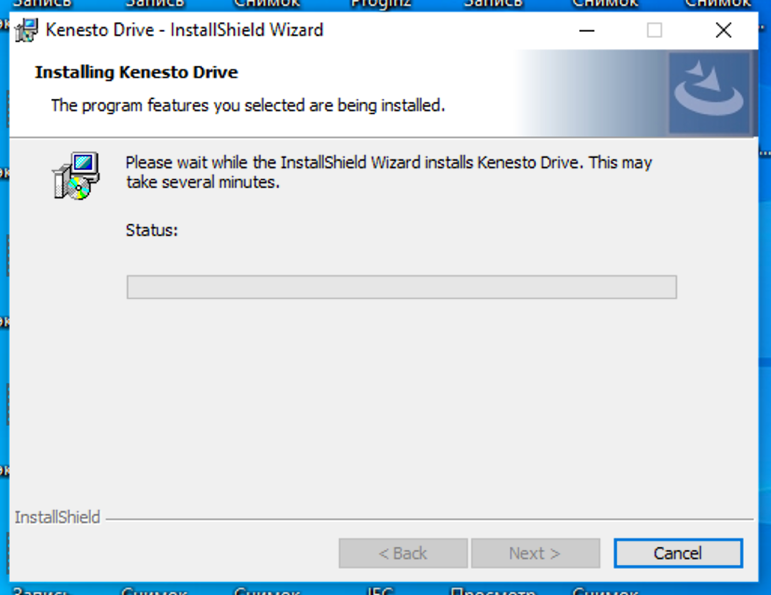 Запись Запись Снимок Proginz Запись Снимок Снимок
Kenesto Drive - InstallShield Wizard
Installing Kenesto Drive
The program features you selected are being installed.
Please wait while the InstallShield Wizard installs Kenesto Drive. This may
take several minutes.
Status:
InstallShield
< Back Next > Cancel
Запись Снимок Снимок Просмотр Снимок